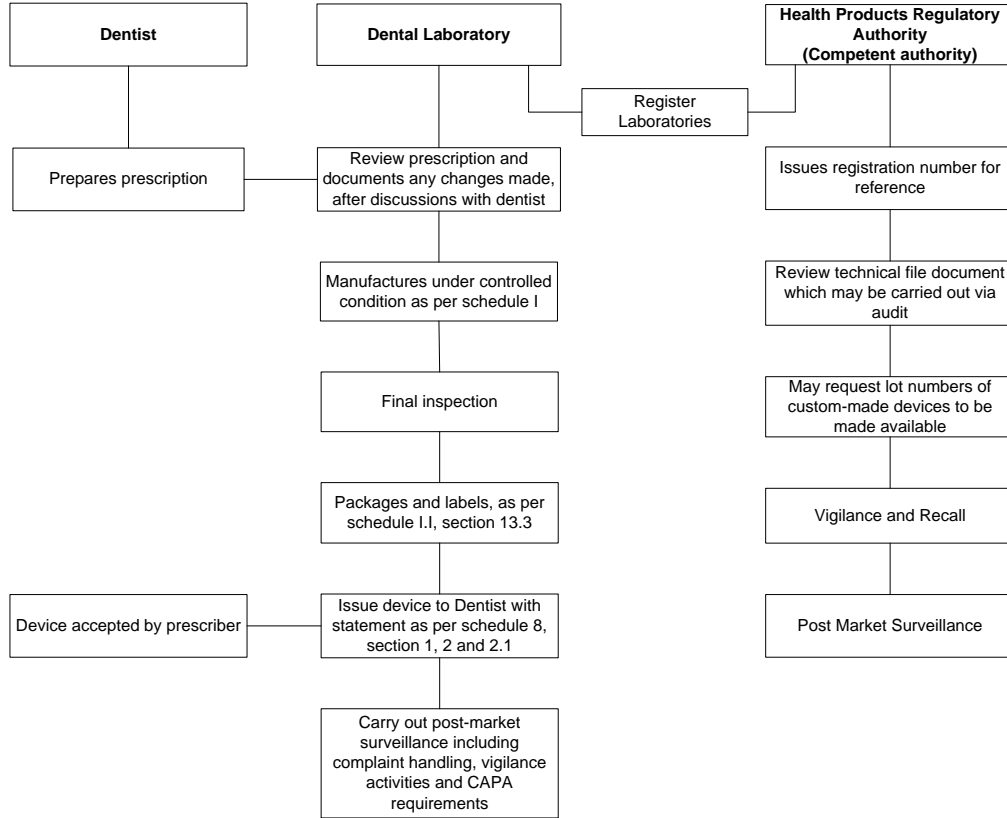 Dentist
Dental Laboratory
Health Products Regulatory
Authority
(Competent authority)
Register
Laboratories
Prepares prescription
Review prescription and
documents any changes made,
after discussions with dentist
Issues registration number for
reference
Manufactures under controlled
condition as per schedule I
Review technical file document
which may be carried out via
audit
Final inspection
May request lot numbers of
custom-made devices to be
made available
Packages and labels, as per
schedule I.I, section 13.3
Vigilance and Recall
Device accepted by prescriber
Issue device to Dentist with
statement as per schedule 8,
section 1, 2 and 2.1
Post Market Surveillance
Carry out post-market
surveillance including
complaint handling, vigilance
activities and CAPA
requirements